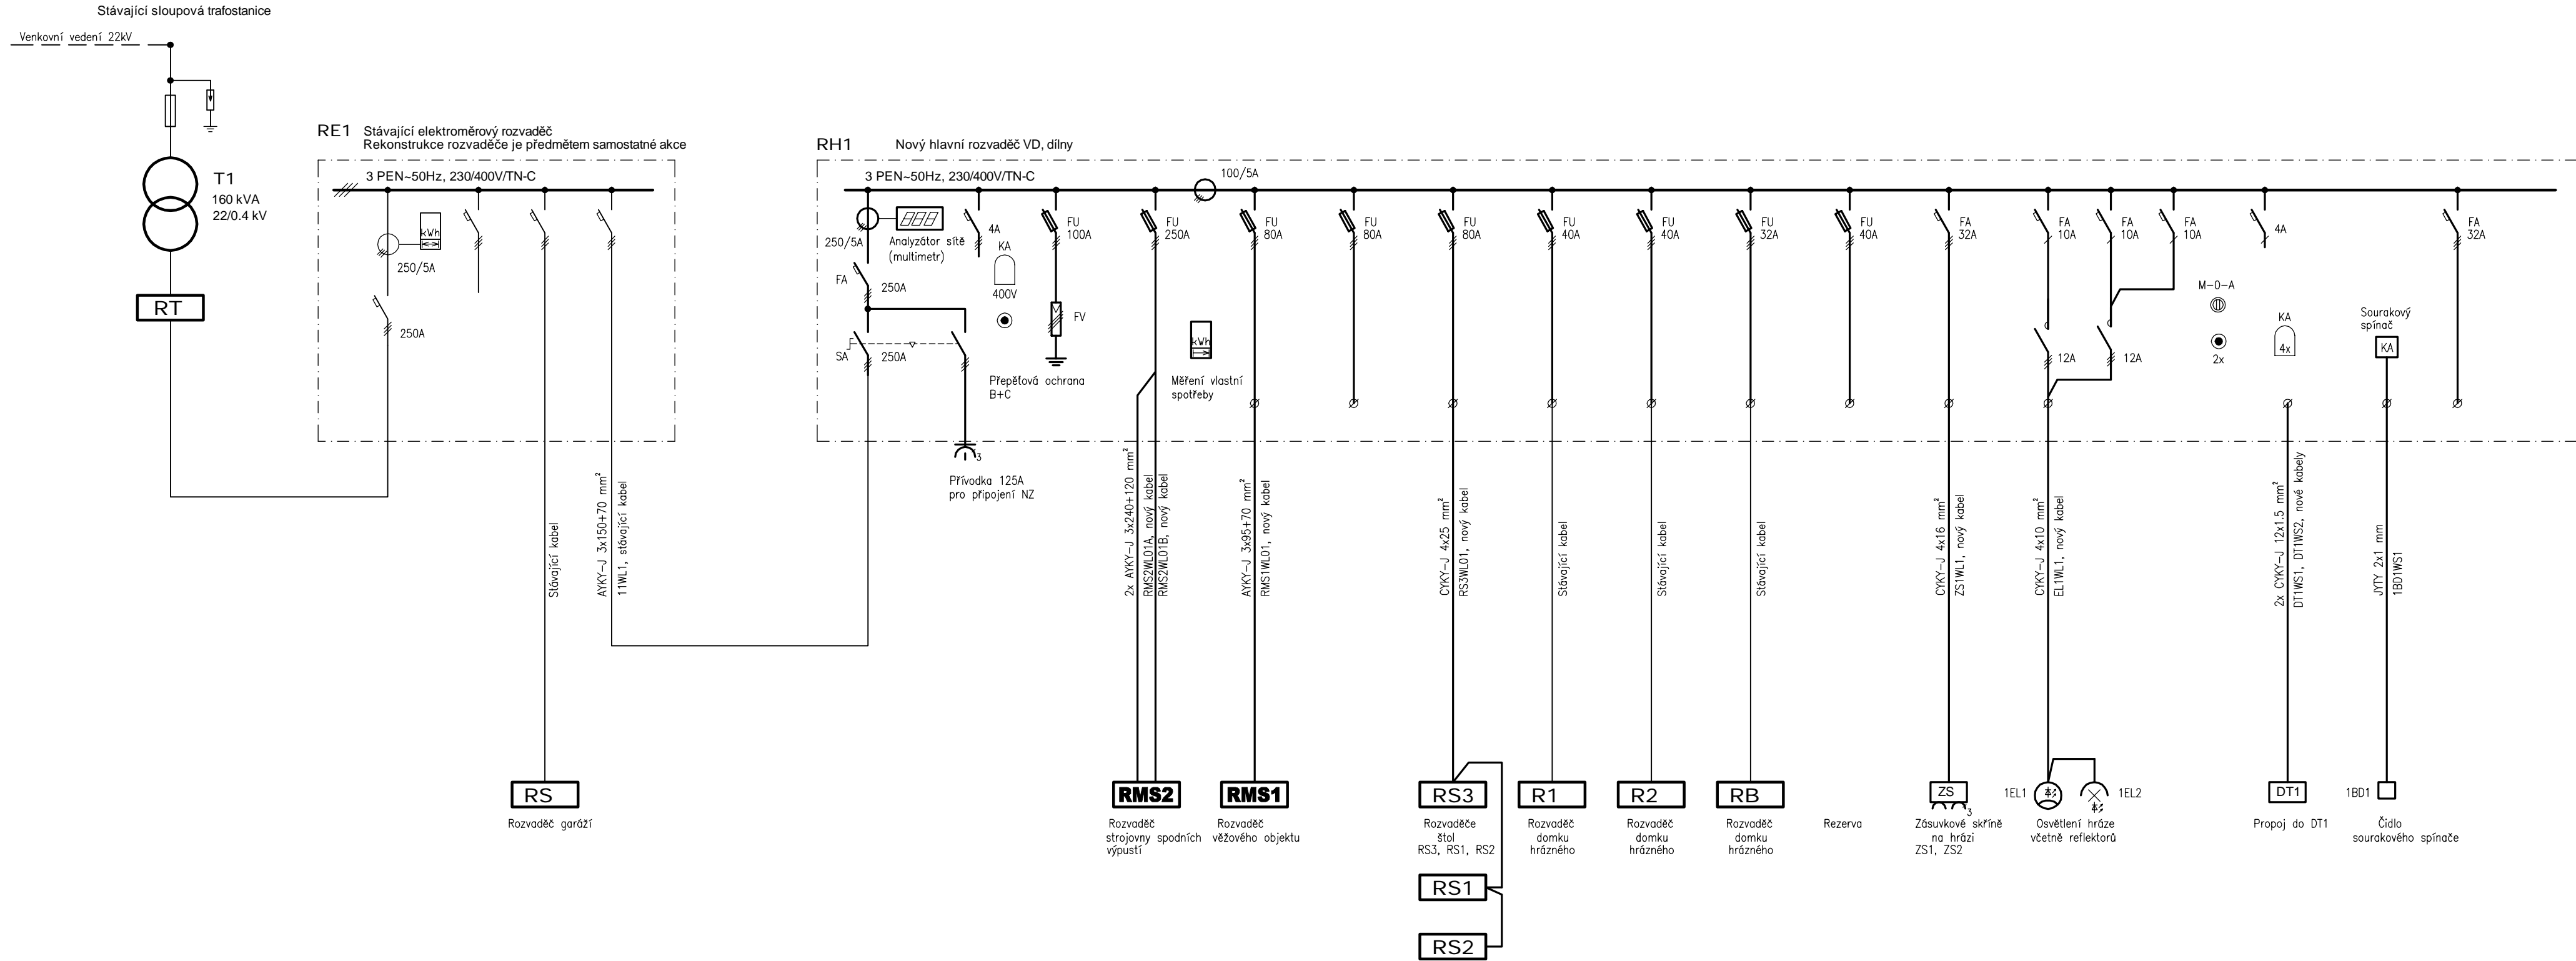 Stávající sloupová trafostanice
Venkovní vedení 22kV
T1
160 kVA
22/0.4 kV
RT
RE1
Stávající elektroměrový rozvaděč
Rekonstrukce rozvaděče je předmětem samostatné akce
3 PEN~50Hz, 230/400V/TN-C
kWh
250/5A
250A
Stávající kabel
AYKY-J 3x150+70 mm²
11WL1, stávající kabel
RS
Rozvaděč garáží
RH1
Nový hlavní rozvaděč VD, dílny
3 PEN~50Hz, 230/400V/TN-C
100/5A
250/5A
Analyzátor sítě
(multimetr)
FA
250A
SA
250A
4A
KA
400V
FU
100A
FV
Přepěťová ochrana
B+C
3
Přívodka 125A
pro připojení NZ
FU
250A
kWh
Měření vlastní
spotřeby
FU
80A
FU
80A
FU
80A
FU
40A
FU
40A
FU
32A
FU
40A
FA
32A
FA
10A
FA
10A
FA
10A
12A
12A
M-O-A
2x
4A
KA
4x
Sourakový
spínač
KA
FA
32A
2x AYKY-J 3x240+120 mm²
RMS2WL01A, nový kabel
RMS2WL01B, nový kabel
AYKY-J 3x95+70 mm²
RMS1WL01, nový kabel
CYKY-J 4x25 mm²
RS3WL01, nový kabel
Stávající kabel
Stávající kabel
Stávající kabel
CYKY-J 4x16 mm²
ZS1WL1, nový kabel
CYKY-J 4x10 mm²
EL1WL1, nový kabel
2x CYKY-J 12x1.5 mm²
DT1WS1, DT1WS2, nové kabely
JYTY 2x1 mm
1BD1WS1
RMS2
Rozvaděč
strojovny spodních
výpustí
RMS1
Rozvaděč
věžového objektu
RS3
Rozvaděče
štol
RS3, RS1, RS2
RS1
RS2
R1
Rozvaděč
domku
hrázného
R2
Rozvaděč
domku
hrázného
RB
Rozvaděč
domku
hrázného
Rezerva
ZS
3
Zásuvkové skříně
na hrázi
ZS1, ZS2
1EL1
1EL2
Osvětlení hráze
včetně reflektorů
DT1
Propoj do DT1
1BD1
Čidlo
sourakového spínače